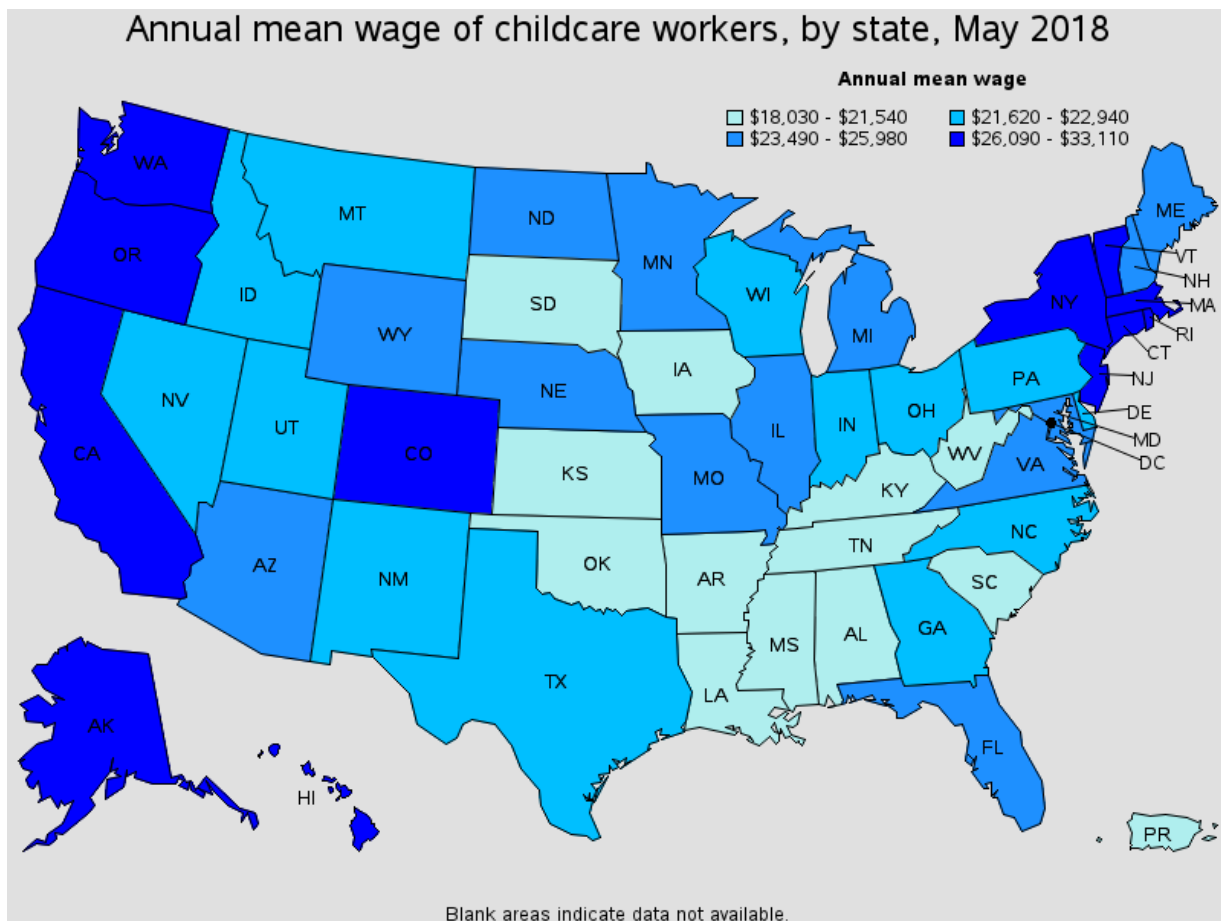 Annual mean wage of childcare workers, by state, May 2018
Annual mean wage
$18,030 - $21,540 $21,620 - $22,940
$23,490 - $25,980 $26,090 - $33,110
WA
MT
ND
MN
ME
OR
ID
SD
WI
MI
VT
NH
NY
MA
RI
CT
WY
IA
NE
PA
NJ
NV
UT
CO
IL
IN
OH
DE
MD
DC
CA
KS
MO
WV
VA
KY
AZ
NM
OK
AR
TN
NC
SC
MS
AL
GA
TX
LA
FL
AK
HI
PR
Blank areas indicate data not available.